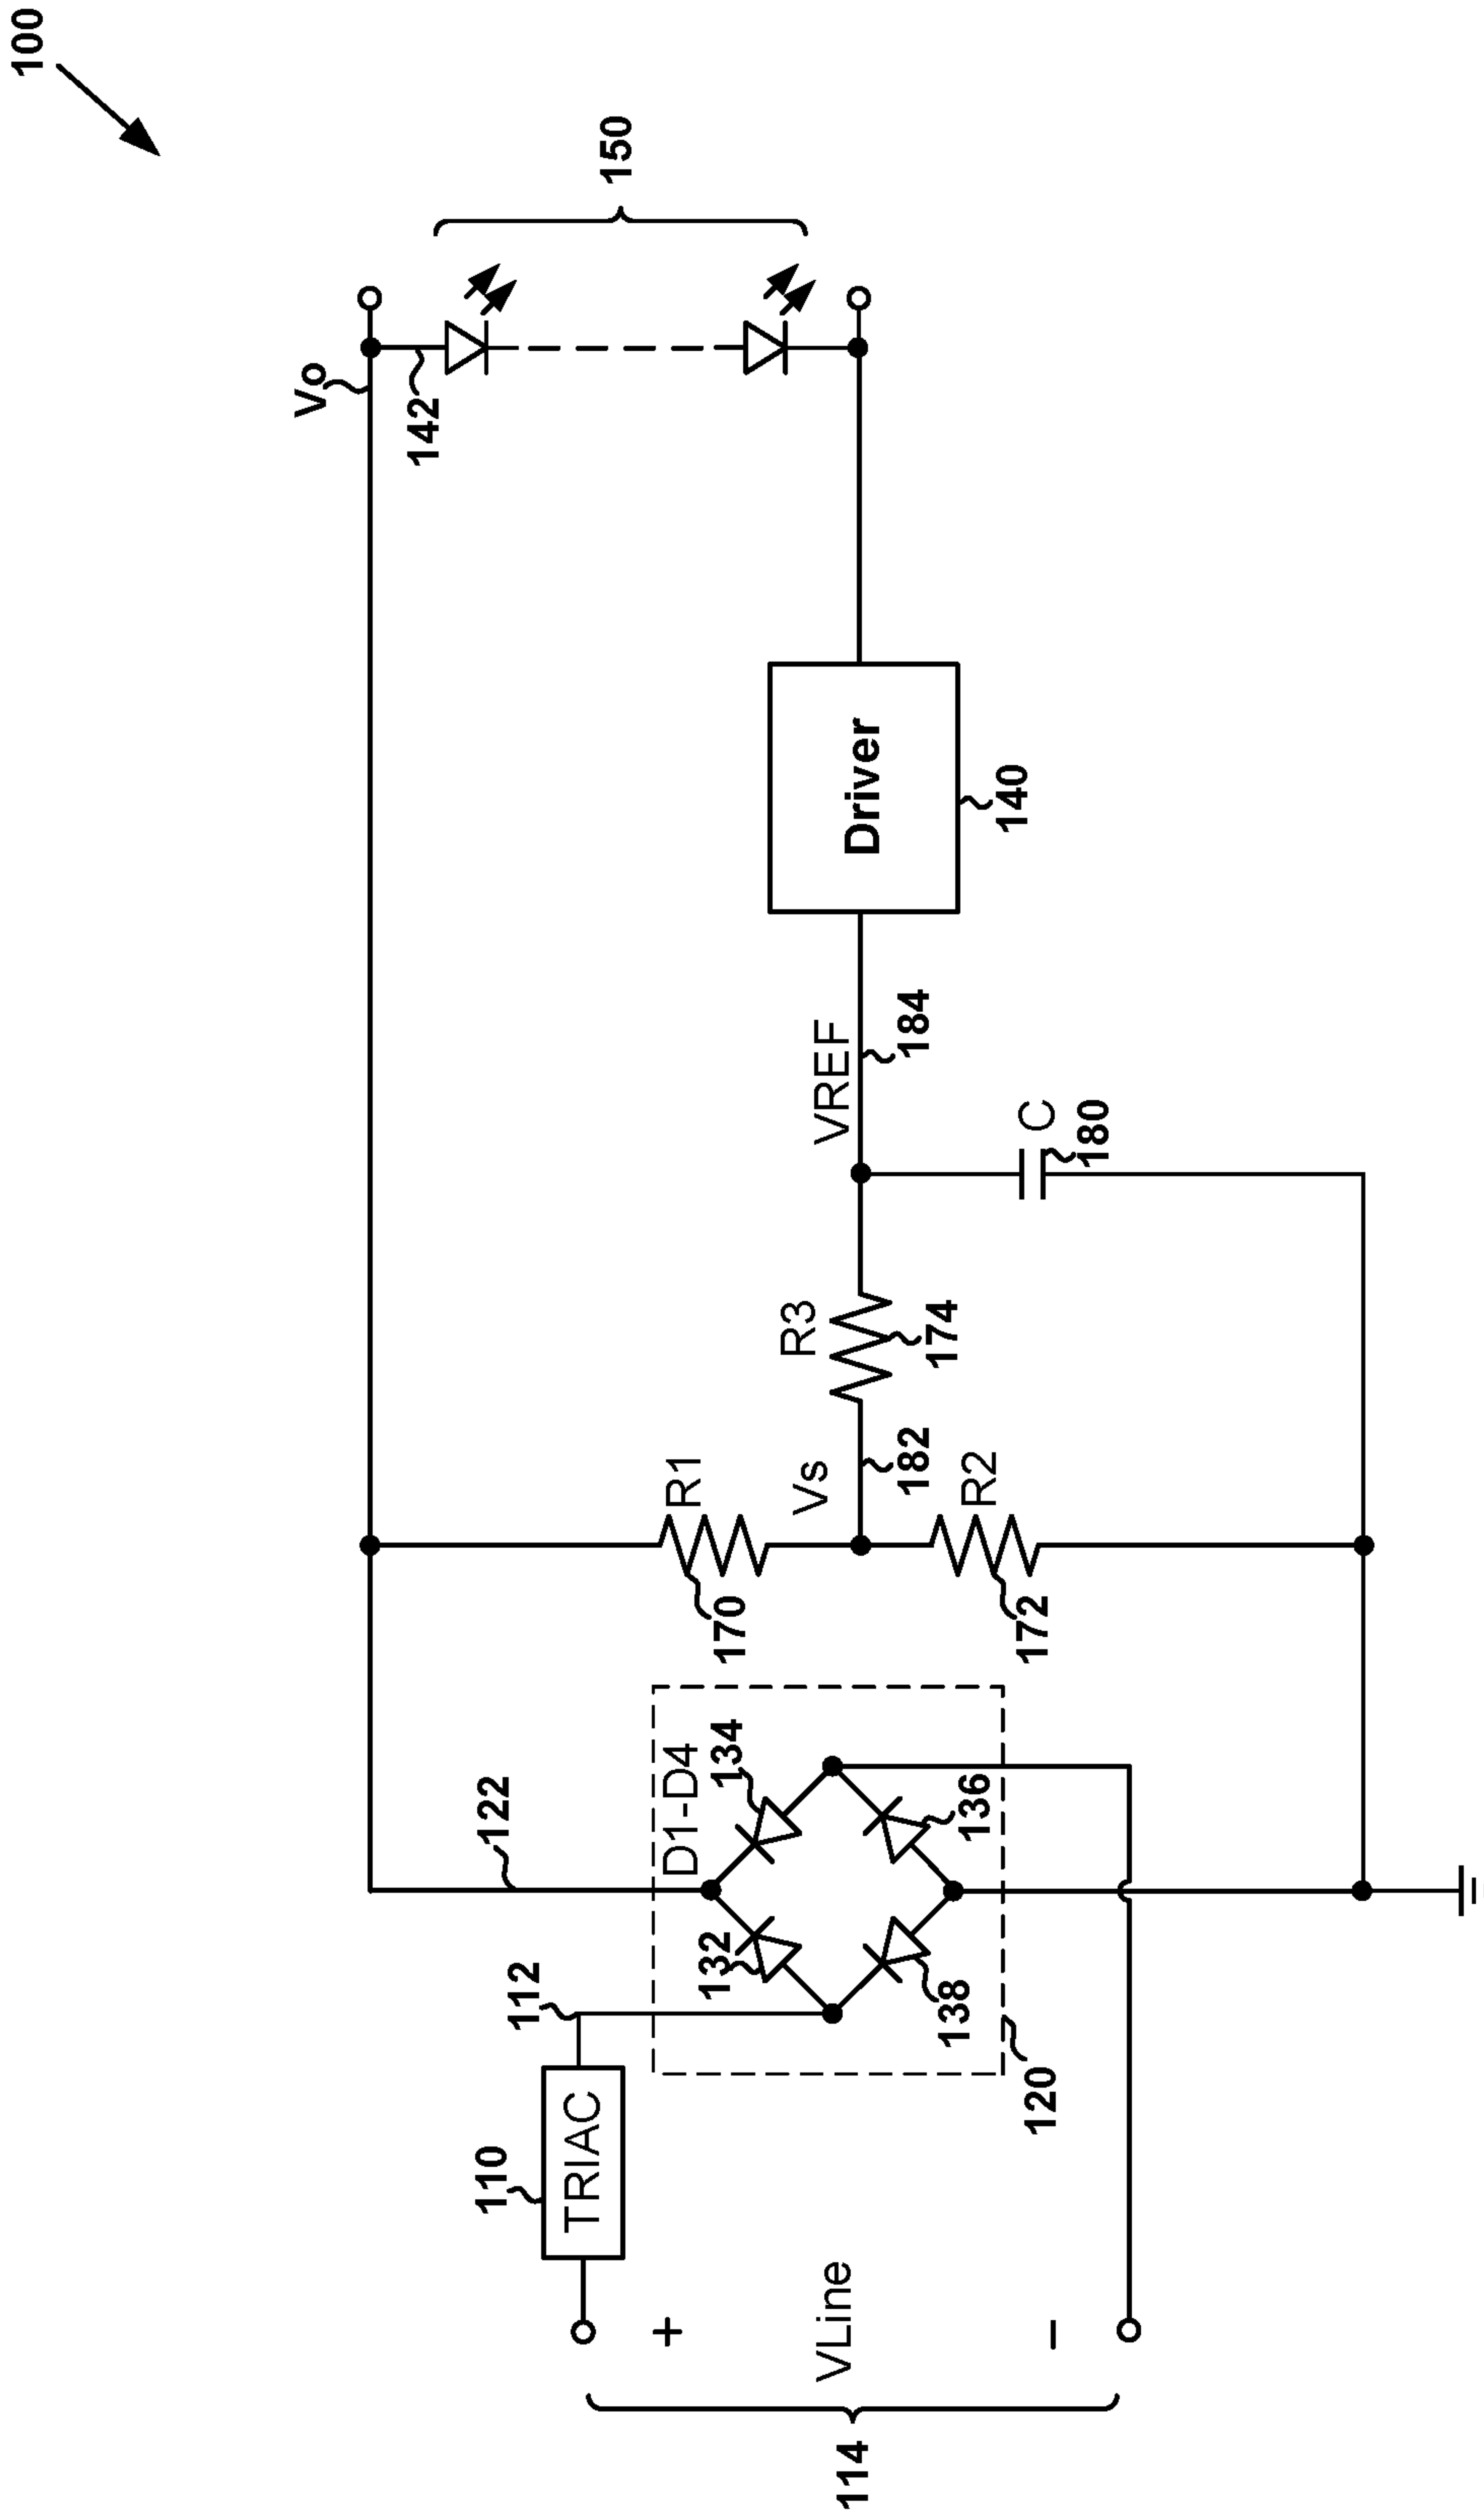 100
Vo
142
150
122
170
R1
Vs
182
R3
174
VREF
184
Driver
140
110
TRIAC
112
D1-D4
132
134
138
136
120
R2
172
C
180
114
+
VLine
–